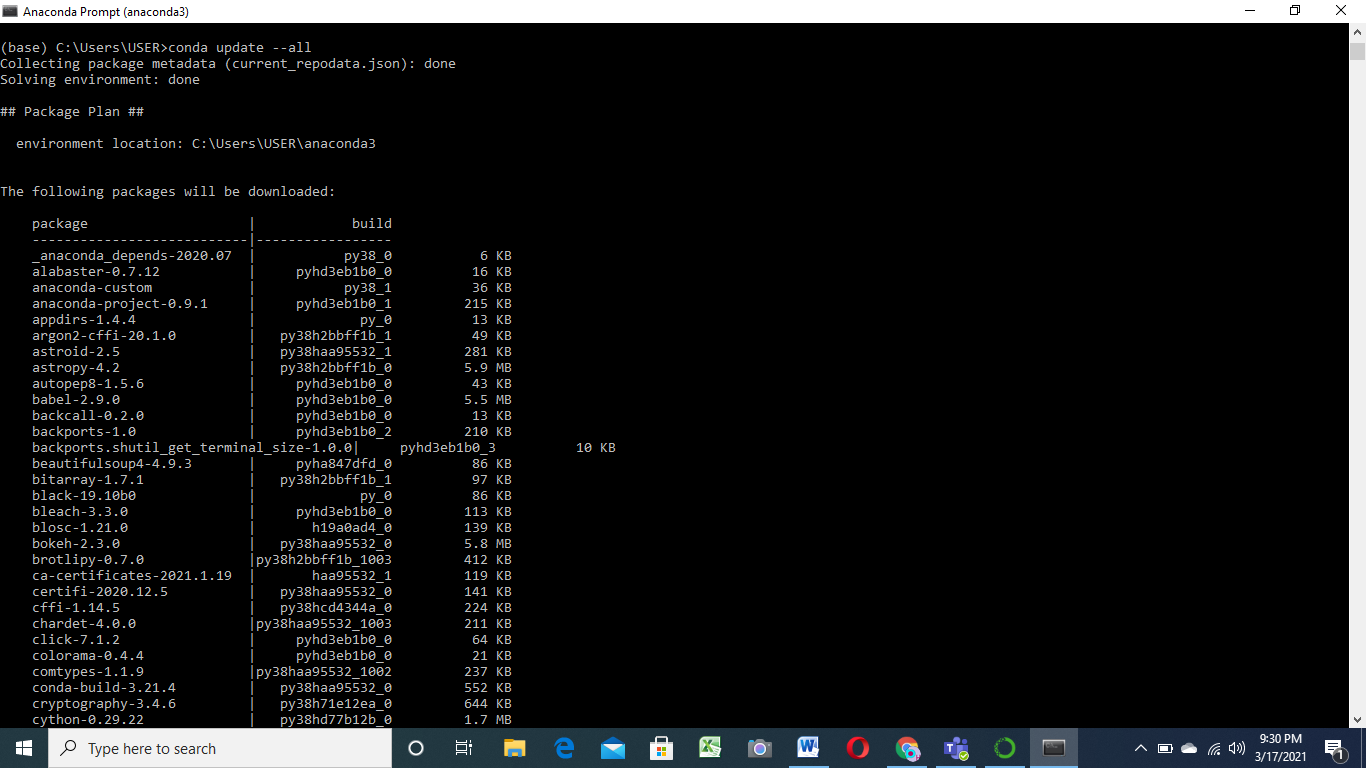 Anaconda Prompt (anaconda3)
(base) C:\Users\USER>conda update --all
Collecting package metadata (current_repodata.json): done
Solving environment: done
## Package Plan ##
environment location: C:\Users\USER\anaconda3
The following packages will be downloaded:
package | build
---------------------------|-----------------
_anaconda_depends-2020.07 | py38_0 6 KB
alabaster-0.7.12 | pyhd3eb1b0_0 16 KB
anaconda-custom | py38_1 36 KB
anaconda-project-0.9.1 | pyhd3eb1b0_1 215 KB
appdirs-1.4.4 | py_0 13 KB
argon2-cffi-20.1.0 | py38h2bbff1b_1 49 KB
astroid-2.5 | py38haa95532_1 281 KB
astropy-4.2 | py38h2bbff1b_0 5.9 MB
autopep8-1.5.6 | pyhd3eb1b0_0 43 KB
babel-2.9.0 | pyhd3eb1b0_0 5.5 MB
backcall-0.2.0 | pyhd3eb1b0_0 13 KB
backports-1.0 | pyhd3eb1b0_2 210 KB
backports.shutil_get_terminal_size-1.0.0| pyhd3eb1b0_3 10 KB
beautifulsoup4-4.9.3 | pyha847dfd_0 86 KB
bitarray-1.7.1 | py38h2bbff1b_1 97 KB
black-19.10b0 | py_0 86 KB
bleach-3.3.0 | pyhd3eb1b0_0 113 KB
blosc-1.21.0 | h19a0ad4_0 139 KB
bokeh-2.3.0 | py38haa95532_0 5.8 MB
brotlipy-0.7.0 |py38h2bbff1b_1003 412 KB
ca-certificates-2021.1.19 | haa95532_1 119 KB
certifi-2020.12.5 | py38haa95532_0 141 KB
cffi-1.14.5 | py38hcd4344a_0 224 KB
chardet-4.0.0 |py38haa95532_1003 211 KB
click-7.1.2 | pyhd3eb1b0_0 64 KB
colorama-0.4.4 | pyhd3eb1b0_0 21 KB
comtypes-1.1.9 |py38haa95532_1002 237 KB
conda-build-3.21.4 | py38haa95532_0 552 KB
cryptography-3.4.6 | py38h71e12ea_0 644 KB
cython-0.29.22 | py38hd77b12b_0 1.7 MB
Type here to search
9:30 PM
3/17/2021
1